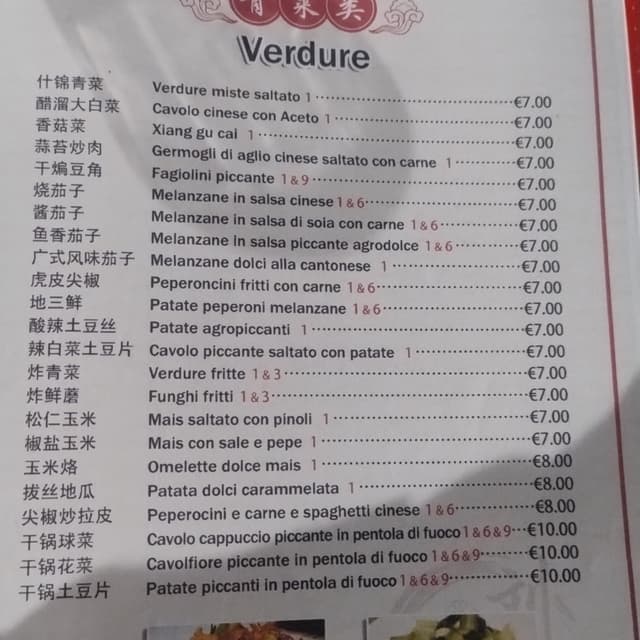 青菜类
Verdure
什锦青菜 Verdure miste saltato 1 €7.00
醋溜大白菜 Cavolo cinese con Aceto 1 €7.00
香菇菜 Xiang gu cai 1 €7.00
蒜苔炒肉 Germogli di aglio cinese saltato con carne 1 €7.00
干煸豆角 Fagiolini piccante 1 & 9 €7.00
烧茄子 Melanzane in salsa cinese 1 & 6 €7.00
酱茄子 Melanzane in salsa di soia con carne 1 & 6 €7.00
鱼香茄子 Melanzane in salsa piccante agrodolce 1 & 6 €7.00
广式风味茄子 Melanzane dolci alla cantonese 1 €7.00
虎皮尖椒 Peperoncini fritti con carne 1 & 6 €7.00
地三鲜 Patate peperoni melanzane 1 & 6 €7.00
酸辣土豆丝 Patate agropiccanti 1 €7.00
辣白菜土豆片 Cavolo piccante saltato con patate 1 €7.00
炸青菜 Verdure fritte 1 & 3 €7.00
炸鲜蘑 Funghi fritti 1 & 3 €7.00
松仁玉米 Mais saltato con pinoli 1 €7.00
椒盐玉米 Mais con sale e pepe 1 €7.00
玉米烙 Omelette dolce mais 1 €8.00
拨丝地瓜 Patata dolci carammelata 1 €8.00
尖椒炒拉皮 Peperocini e carne e spaghetti cinese 1 & 6 €8.00
干锅球菜 Cavolo cappuccio piccante in pentola di fuoco 1 & 6 & 9 €10.00
干锅花菜 Cavolfiore piccante in pentola di fuoco 1 & 6 & 9 €10.00
干锅土豆片 Patate piccanti in pentola di fuoco 1 & 6 & 9 €10.00